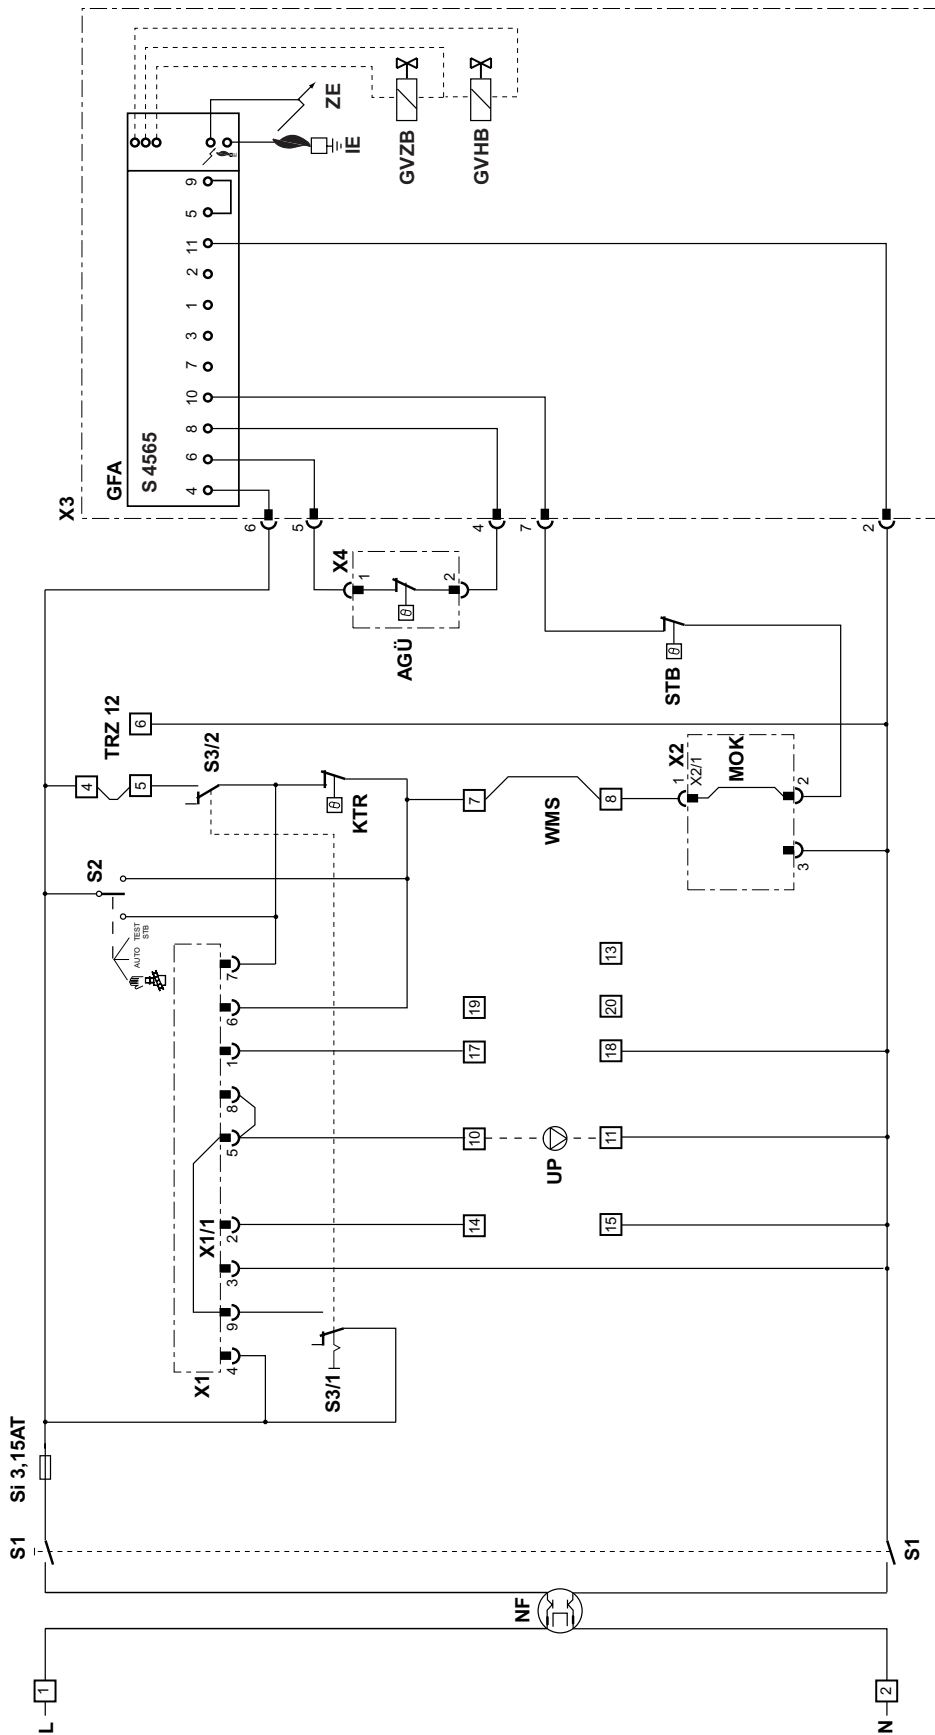 L
1
N
2
NF
S1
S1
Si 3,15AT
X1
X1/1
4
9
3
2
5
8
1
6
7
S3/1
14
15
10
UP
11
17
18
19
20
13
AUTO
TEST
STB
S2
4
5
TRZ 12
6
S3/2
θ
KTR
7
WMS
8
X2
1
X2/1
MOK
2
3
STB
θ
AGÜ
θ
X4
1
2
X3
6
5
4
7
2
GFA
S 4565
4
6
8
10
7
3
1
2
11
5
9
ZE
IE
GVZB
GVHB